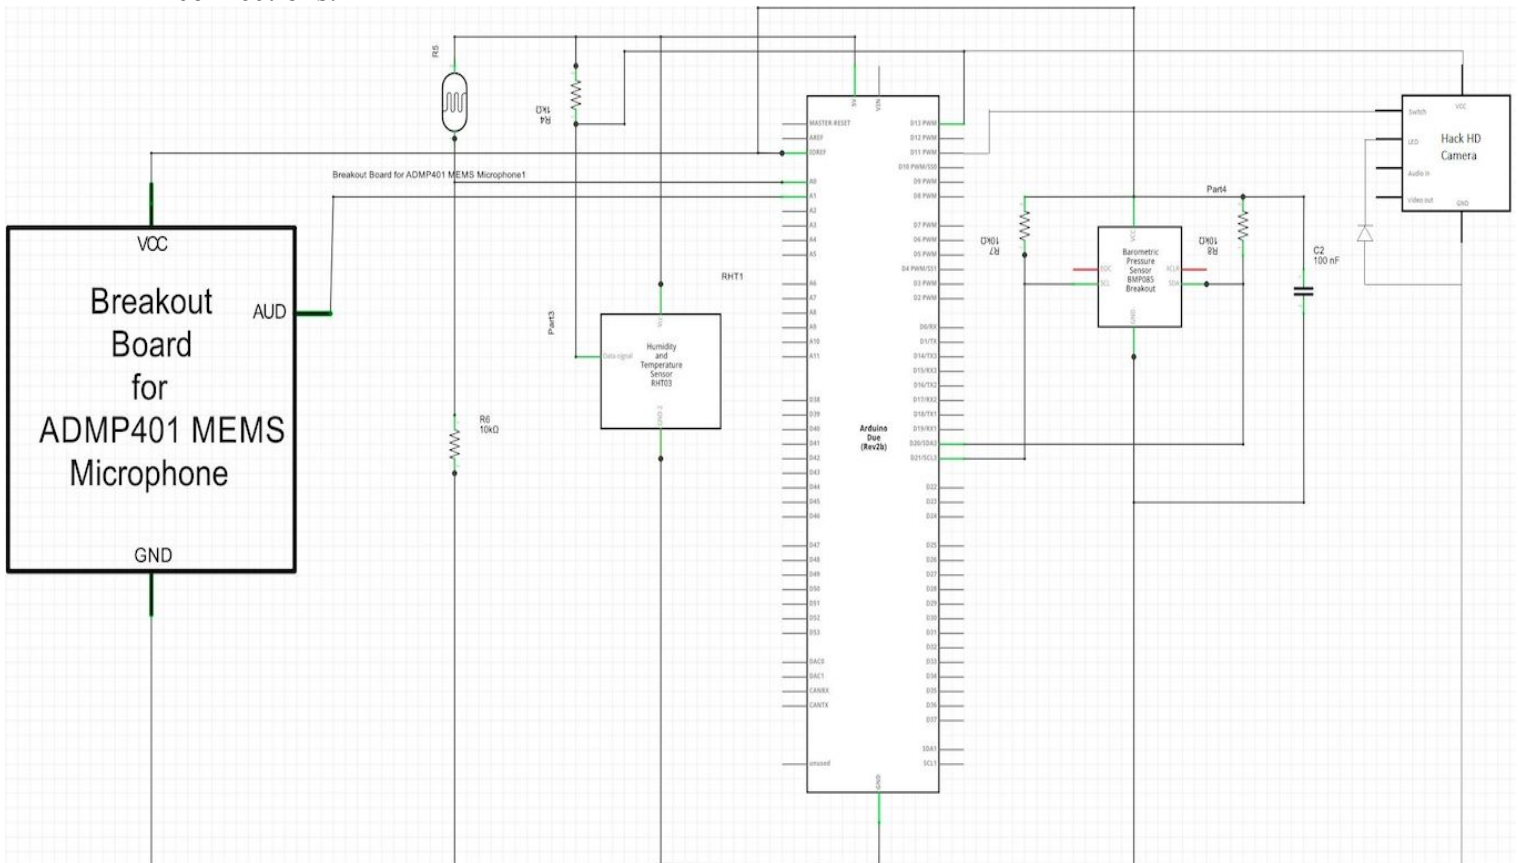 R5
1kΩ
R4
Breakout Board for ADMP401 MEMS Microphone1
VCC
Breakout
Board
for
ADMP401 MEMS
Microphone
AUD
GND
R6
10kΩ
Part3
RHT1
Humidity
and
Temperature
Sensor
RHT03
Data-signal
5V
VIN
MASTER-RESET
AREF
IOREF
A0
A1
A2
A3
A4
A5
A6
A7
A8
A9
A10
A11
D38
D39
D40
D41
D42
D43
D44
D45
D46
D47
D48
D49
D50
D51
D52
D53
DAC0
DAC1
CANRX
CANTX
unused
Arduino
Due
(Rev2b)
D13 PWM
D12 PWM
D11 PWM
D10 PWM/SS0
D9 PWM
D8 PWM
D7 PWM
D6 PWM
D5 PWM
D4 PWM/SS1
D3 PWM
D2 PWM
D0/RX
D1/TX
D14/TX3
D15/RX3
D16/TX2
D17/RX2
D18/TX1
D19/RX1
D20/SDA
D21/SCL
D22
D23
D24
D25
D26
D27
D28
D29
D30
D31
D32
D33
D34
D35
D36
D37
SDA1
SCL1
GND
10kΩ
R7
Part4
10kΩ
R8
VCC
Barometric
Pressure
Sensor
BMP085
Breakout
EOC
SCL
XCLR
SDA
GND
C2
100 nF
VCC
Switch
LED
Audio in
Video out
GND
Hack HD
Camera